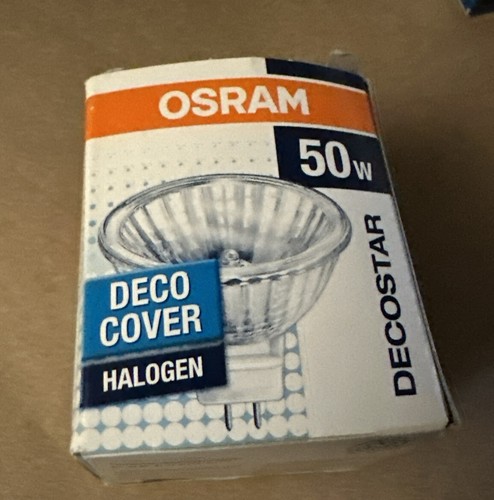 OSRAM
50W
DECO
COVER
HALOGEN
DECOSTAR